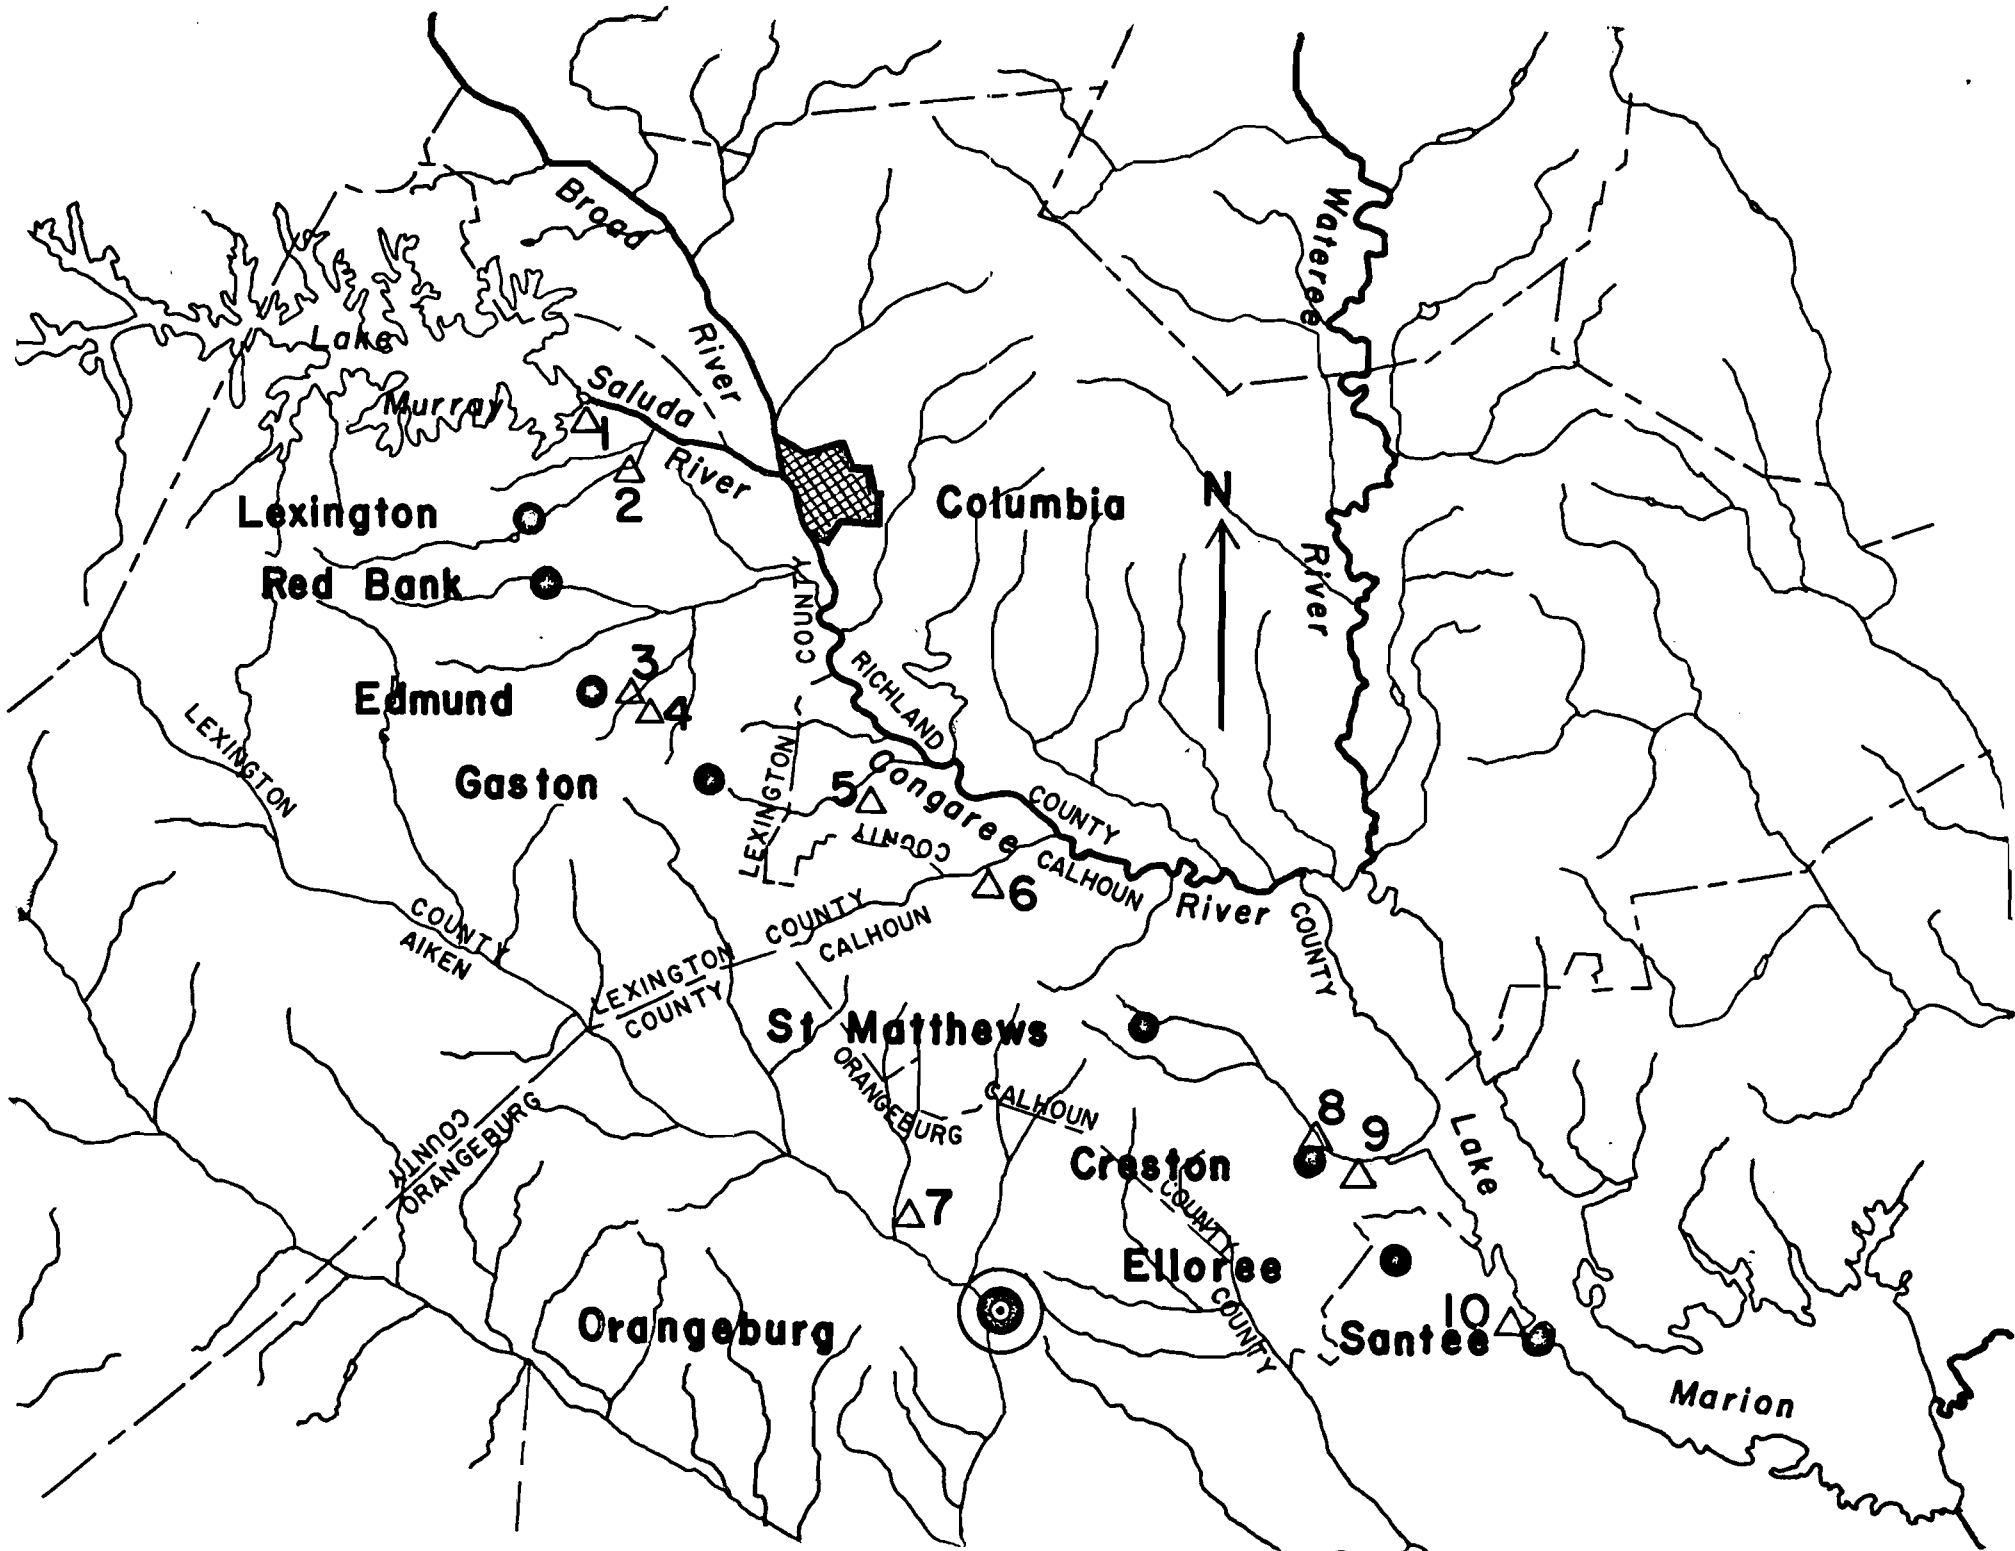 Broad
River
Wateree
River
Lake
Murray
Saluda
River
1
2
Lexington
Columbia
N
Red Bank
COUNTY
RICHLAND
3
Edmund
4
LEXINGTON
Gaston
LEXINGTON
5
Congaree
River
COUNTY
COUNTY
CALHOUN
6
COUNTY
AIKEN
COUNTY
CALHOUN
COUNTY
LEXINGTON
COUNTY
St Matthews
ORANGEBURG
CALHOUN
COUNTY
ORANGEBURG
8
9
Lake
Creston
COUNTY
7
Elloree
COUNTY
10
Santee
Orangeburg
Marion